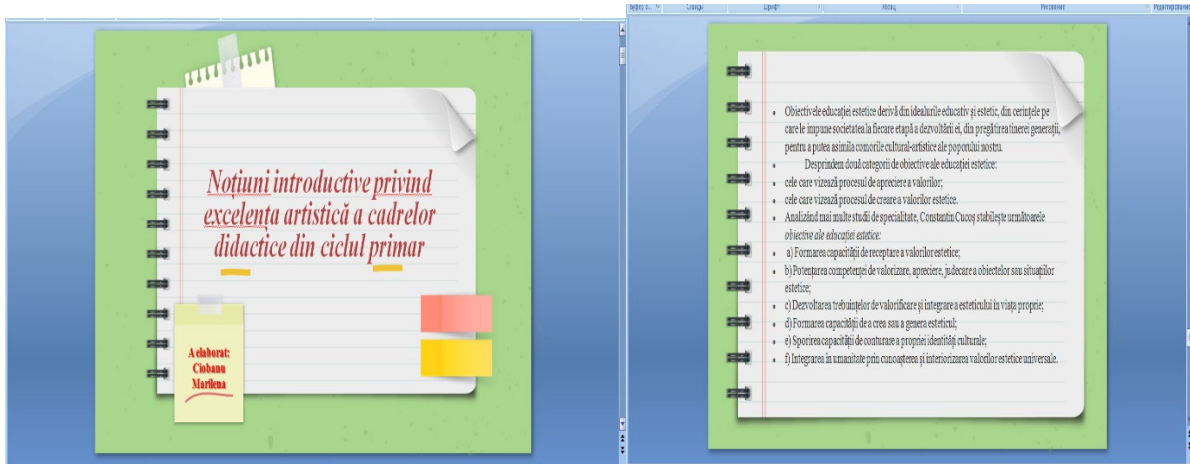 Noțiuni introductive privind
excelența artistică a cadrelor
didactice din ciclul primar
A elaborat:
Ciobanu
Marilena
Буфер о...
Слайды
Шрифт
Абзац
Рисование
Редактирование
• Obiectivele educației estetice derivă din idealurile educativ și estetic, din cerințele pe
care le impune societatea la fiecare etapă a dezvoltării ei, din pregătirea tinerei generații,
pentru a putea asimila comorile cultural-artistice ale poporului nostru.
• Desprindem două categorii de obiective ale educației estetice:
• cele care vizează procesul de apreciere a valorilor;
• cele care vizează procesul de creare a valorilor estetice.
• Analizând mai multe studii de specialitate, Constantin Cucoș stabilește următoarele
obiective ale educației estetice:
• a) Formarea capacității de receptare a valorilor estetice;
• b) Potențarea competenței de valorizare, apreciere, judecare a obiectelor sau situațiilor
estetice;
• c) Dezvoltarea trebuințelor de valorificare și integrare a esteticului în viața proprie;
• d) Formarea capacității de a crea sau a genera esteticul;
• e) Sporirea capacității de conturare a propriei identități culturale;
• f) Integrarea în umanitate prin cunoașterea și interiorizarea valorilor estetice universale.